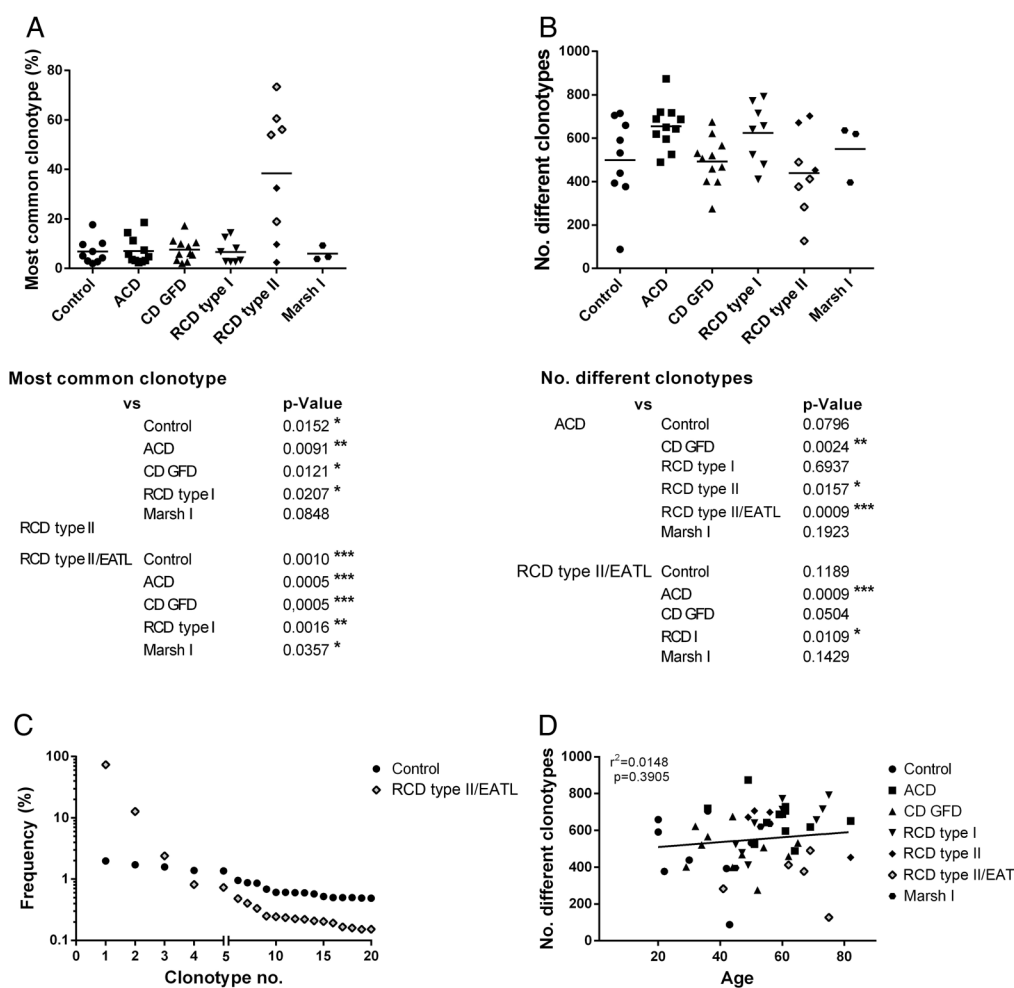 A
Most common clonotype (%)
80
60
40
20
0
Control
ACD
CD GFD
RCD type I
RCD type II
Marsh I
B
No. different clonotypes
1000
800
600
400
200
0
Control
ACD
CD GFD
RCD type I
RCD type II
Marsh I
Most common clonotype
vs p-Value
Control 0.0152 *
ACD 0.0091 **
CD GFD 0.0121 *
RCD type I 0.0207 *
Marsh I 0.0848
RCD type II
RCD type II/EATL Control 0.0010 ***
ACD 0.0005 ***
CD GFD 0,0005 ***
RCD type I 0.0016 **
Marsh I 0.0357 *
No. different clonotypes
vs p-Value
ACD Control 0.0796
CD GFD 0.0024 **
RCD type I 0.6937
RCD type II 0.0157 *
RCD type II/EATL 0.0009 ***
Marsh I 0.1923
RCD type II/EATL Control 0.1189
ACD 0.0009 ***
CD GFD 0.0504
RCD I 0.0109 *
Marsh I 0.1429
C
Frequency (%)
100
10
1
0.1
0 1 2 3 4 5 10 15 20
Clonotype no.
Control
RCD type II/EATL
D
No. different clonotypes
1000
800
600
400
200
0
r²=0.0148
p=0.3905
20 40 60 80
Age
Control
ACD
CD GFD
RCD type I
RCD type II
RCD type II/EAT
Marsh I